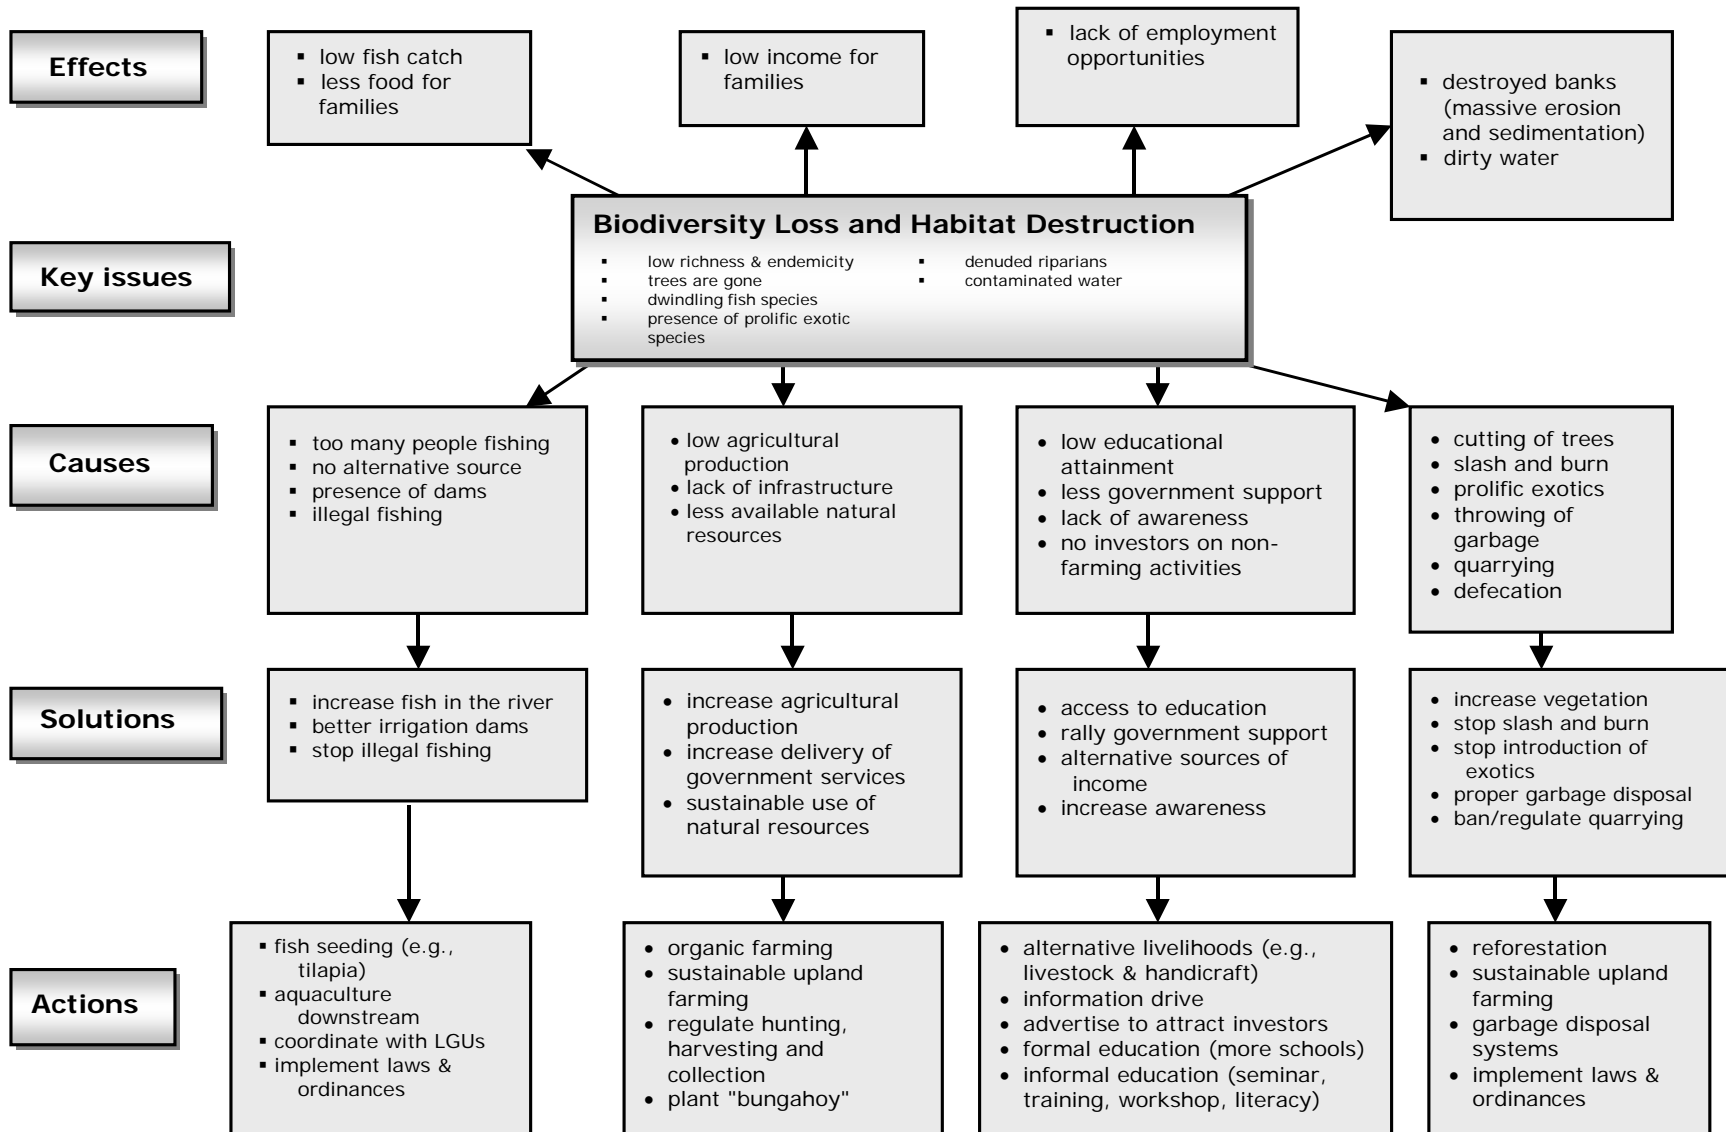 Effects
▪ low fish catch
▪ less food for
families
▪ low income for
families
▪ lack of employment
opportunities
▪ destroyed banks
(massive erosion
and sedimentation)
▪ dirty water
Key issues
Biodiversity Loss and Habitat Destruction
▪ low richness & endemicity
▪ trees are gone
▪ dwindling fish species
▪ presence of prolific exotic
species
▪ denuded riparians
▪ contaminated water
Causes
▪ too many people fishing
▪ no alternative source
▪ presence of dams
▪ illegal fishing
• low agricultural
production
• lack of infrastructure
• less available natural
resources
• low educational
attainment
• less government support
• lack of awareness
• no investors on non-
farming activities
• cutting of trees
• slash and burn
• prolific exotics
• throwing of
garbage
• quarrying
• defecation
Solutions
▪ increase fish in the river
▪ better irrigation dams
▪ stop illegal fishing
• increase agricultural
production
• increase delivery of
government services
• sustainable use of
natural resources
• access to education
• rally government support
• alternative sources of
income
• increase awareness
• increase vegetation
• stop slash and burn
• stop introduction of
exotics
• proper garbage disposal
• ban/regulate quarrying
Actions
▪ fish seeding (e.g.,
tilapia)
▪ aquaculture
downstream
▪ coordinate with LGUs
▪ implement laws &
ordinances
• organic farming
• sustainable upland
farming
• regulate hunting,
harvesting and
collection
• plant "bungahoy"
• alternative livelihoods (e.g.,
livestock & handicraft)
• information drive
• advertise to attract investors
• formal education (more schools)
• informal education (seminar,
training, workshop, literacy)
• reforestation
• sustainable upland
farming
• garbage disposal
systems
• implement laws &
ordinances